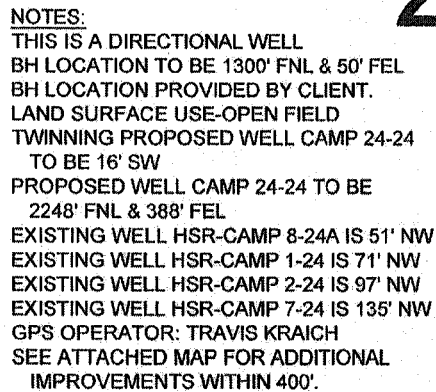 NOTES:
THIS IS A DIRECTIONAL WELL
BH LOCATION TO BE 1300' FNL & 50' FEL
BH LOCATION PROVIDED BY CLIENT.
LAND SURFACE USE-OPEN FIELD
TWINNING PROPOSED WELL CAMP 24-24
TO BE 16' SW
PROPOSED WELL CAMP 24-24 TO BE
2248' FNL & 388' FEL
EXISTING WELL HSR-CAMP 8-24A IS 51' NW
EXISTING WELL HSR-CAMP 1-24 IS 71' NW
EXISTING WELL HSR-CAMP 2-24 IS 97' NW
EXISTING WELL HSR-CAMP 7-24 IS 135' NW
GPS OPERATOR: TRAVIS KRAICH
SEE ATTACHED MAP FOR ADDITIONAL
IMPROVEMENTS WITHIN 400'.